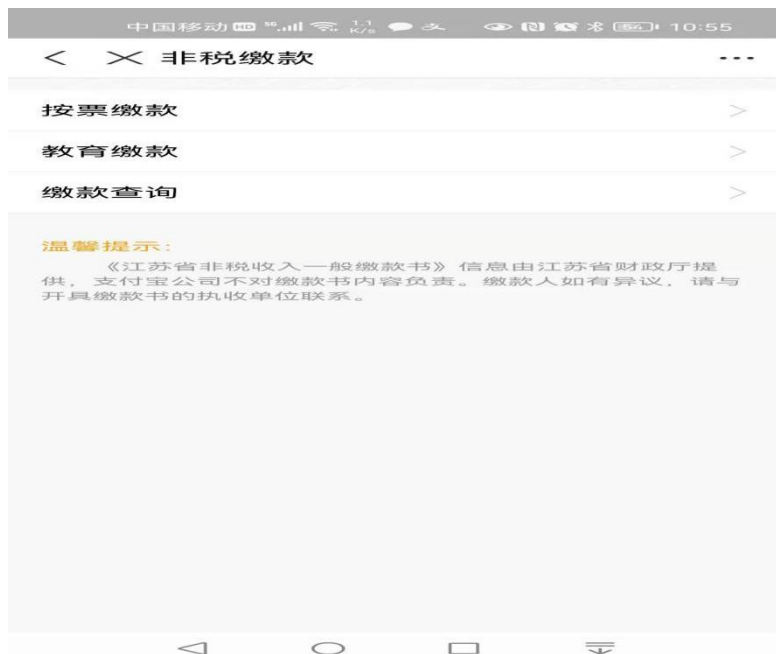 中国移动 HD 5G 1.1 K/s 10:55
非税缴款
按票缴款
教育缴款
缴款查询
温馨提示:
《江苏省非税收入一般缴款书》信息由江苏省财政厅提
供，支付宝公司不对缴款书内容负责。缴款人如有异议，请与
开具缴款书的执收单位联系。